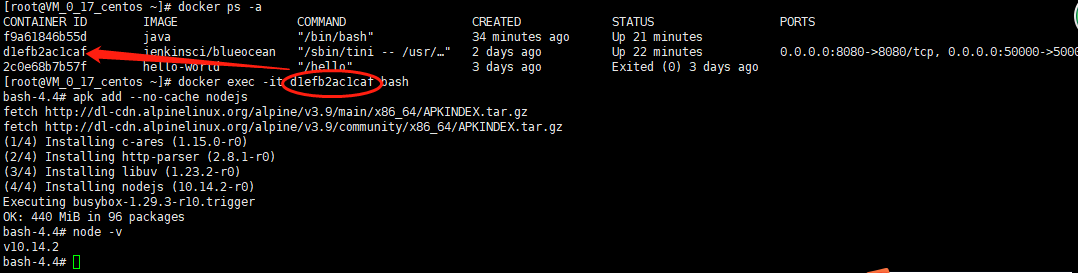 [root@VM_0_17_centos ~]# docker ps -a
CONTAINER ID IMAGE COMMAND CREATED STATUS PORTS
f9a61846b55d java "/bin/bash" 34 minutes ago Up 21 minutes
d1efb2ac1caf jenkinsci/blueocean "/sbin/tini -- /usr/…" 2 days ago Up 22 minutes 0.0.0.0:8080->8080/tcp, 0.0.0.0:50000->5000
2c0e68b7b57f hello-world "/hello" 3 days ago Exited (0) 3 days ago
[root@VM_0_17_centos ~]# docker exec -it d1efb2ac1caf bash
bash-4.4# apk add --no-cache nodejs
fetch http://dl-cdn.alpinelinux.org/alpine/v3.9/main/x86_64/APKINDEX.tar.gz
fetch http://dl-cdn.alpinelinux.org/alpine/v3.9/community/x86_64/APKINDEX.tar.gz
(1/4) Installing c-ares (1.15.0-r0)
(2/4) Installing http-parser (2.8.1-r0)
(3/4) Installing libuv (1.23.2-r0)
(4/4) Installing nodejs (10.14.2-r0)
Executing busybox-1.29.3-r10.trigger
OK: 440 MiB in 96 packages
bash-4.4# node -v
v10.14.2
bash-4.4#